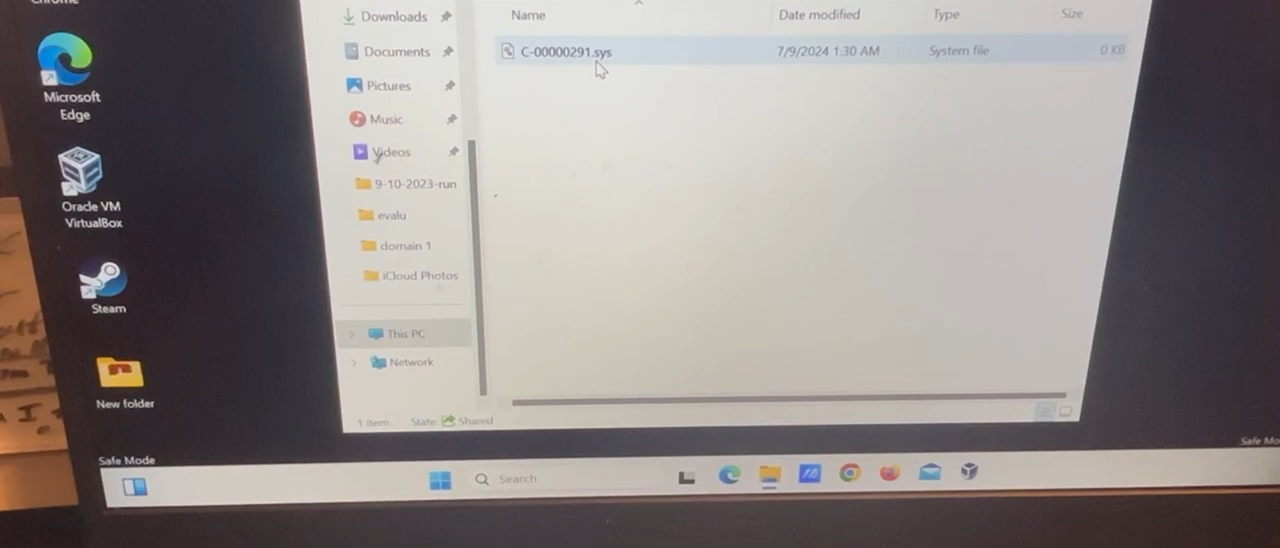 Downloads
Name
Date modified
Type
Size
Documents
C-00000291.sys
7/9/2024 1:30 AM
System file
0 KB
Pictures
Music
Videos
9-10-2023-run
evalu
domain 1
iCloud Photos
This PC
Network
1 item
State:
Shared
Microsoft
Edge
Oracle VM
VirtualBox
Steam
New folder
Safe Mode
Search